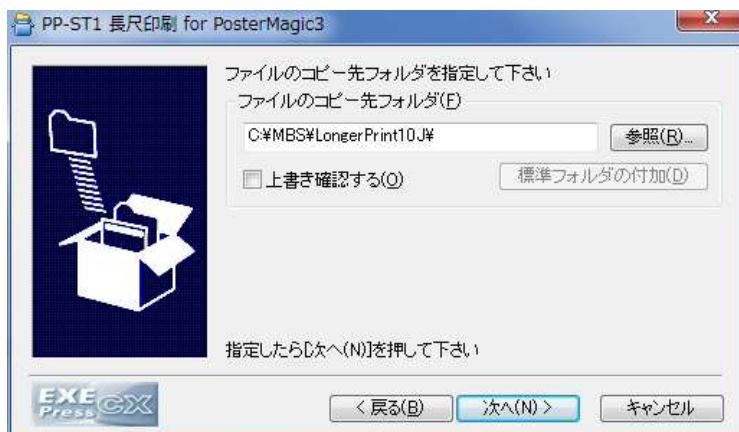 PP-ST1 長尺印刷 for PosterMagic3
ファイルのコピー先フォルダを指定して下さい
ファイルのコピー先フォルダ(F)
C:¥MBS¥LongerPrint10J¥
参照(R)...
上書き確認する(O)
標準フォルダの付加(D)
指定したら[次へ(N)]を押して下さい
EXE Press CX
< 戻る(B)
次へ(N) >
キャンセル